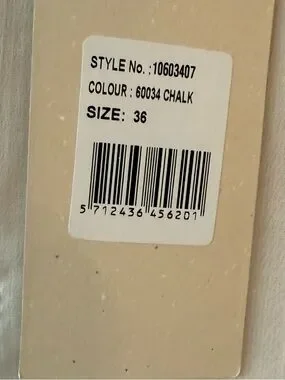 STYLE No. :10603407
COLOUR : 60034 CHALK
SIZE: 36
5 712436 456201